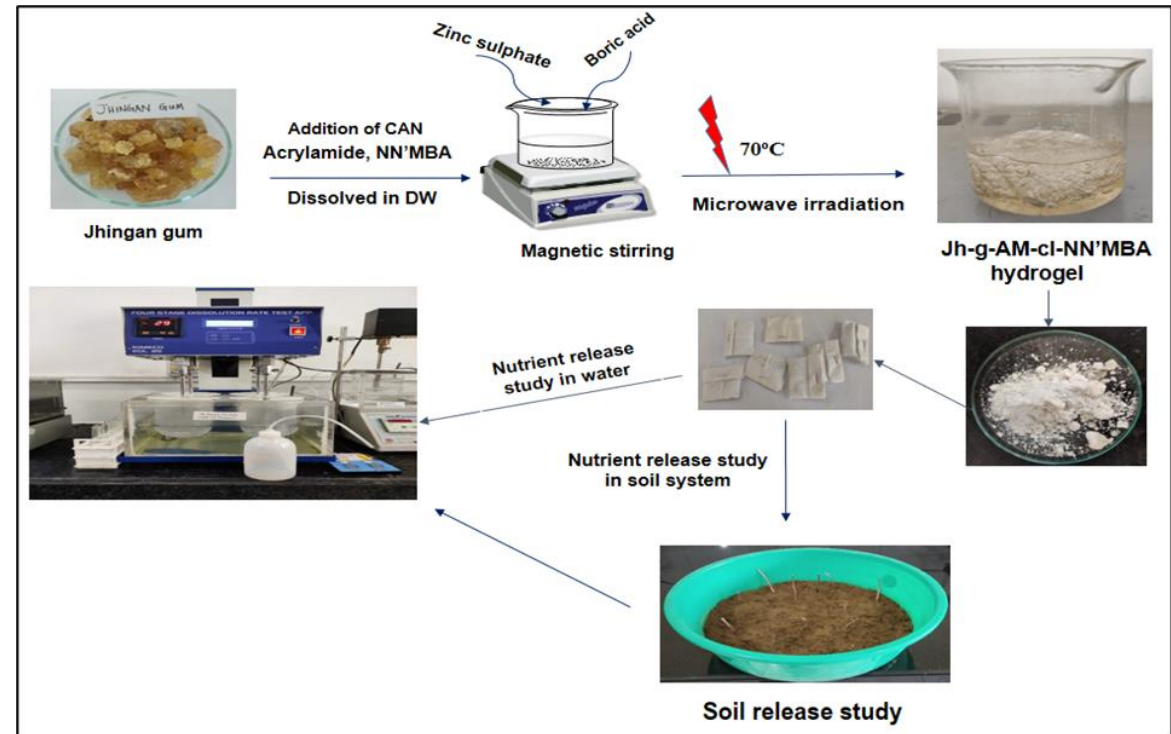 Zinc sulphate
Boric acid
JHINGAN GUM
Addition of CAN
Acrylamide, NN'MBA
Dissolved in DW
70°C
Microwave irradiation
Jhingan gum
Magnetic stirring
Jh-g-AM-cl-NN'MBA
hydrogel
FOUR STAGE DISSOLUTION RATE TEST APP.
Nutrient release
study in water
Nutrient release study
in soil system
Soil release study